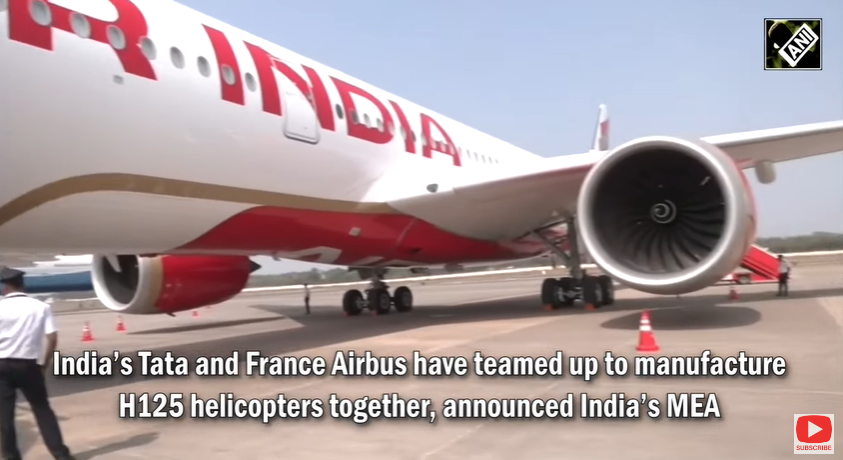 R INDIA
ANI
India's Tata and France Airbus have teamed up to manufacture
H125 helicopters together, announced India's MEA
SUBSCRIBE